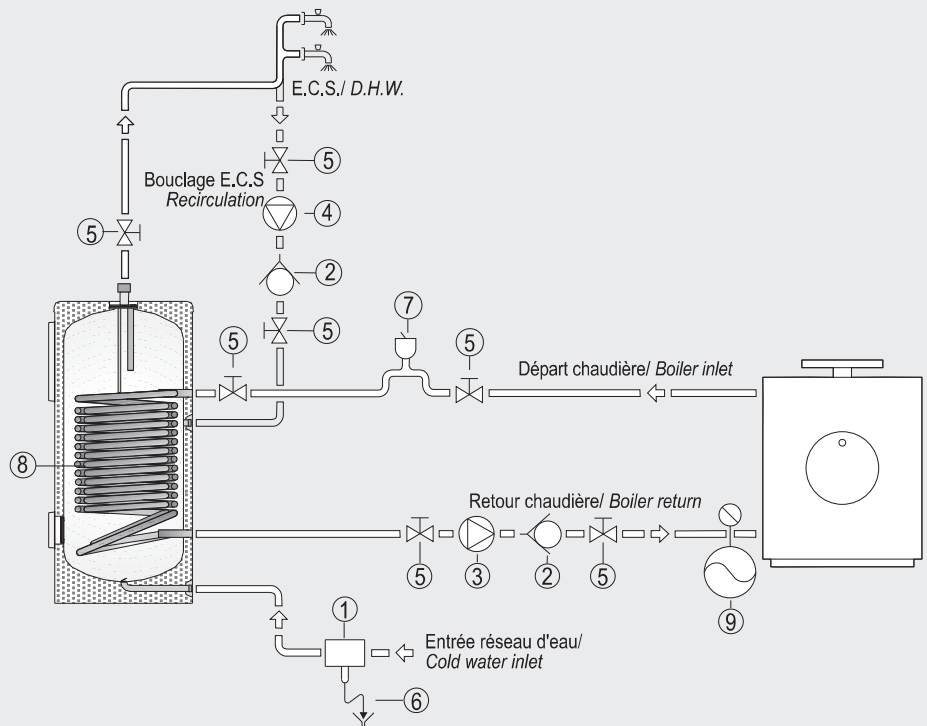 E.C.S./ D.H.W.
5
Bouclage E.C.S
Recirculation
4
5
2
7
5
5
5
Départ chaudière/ Boiler inlet
8
Retour chaudière/ Boiler return
5
3
2
5
9
1
Entrée réseau d'eau/
Cold water inlet
6